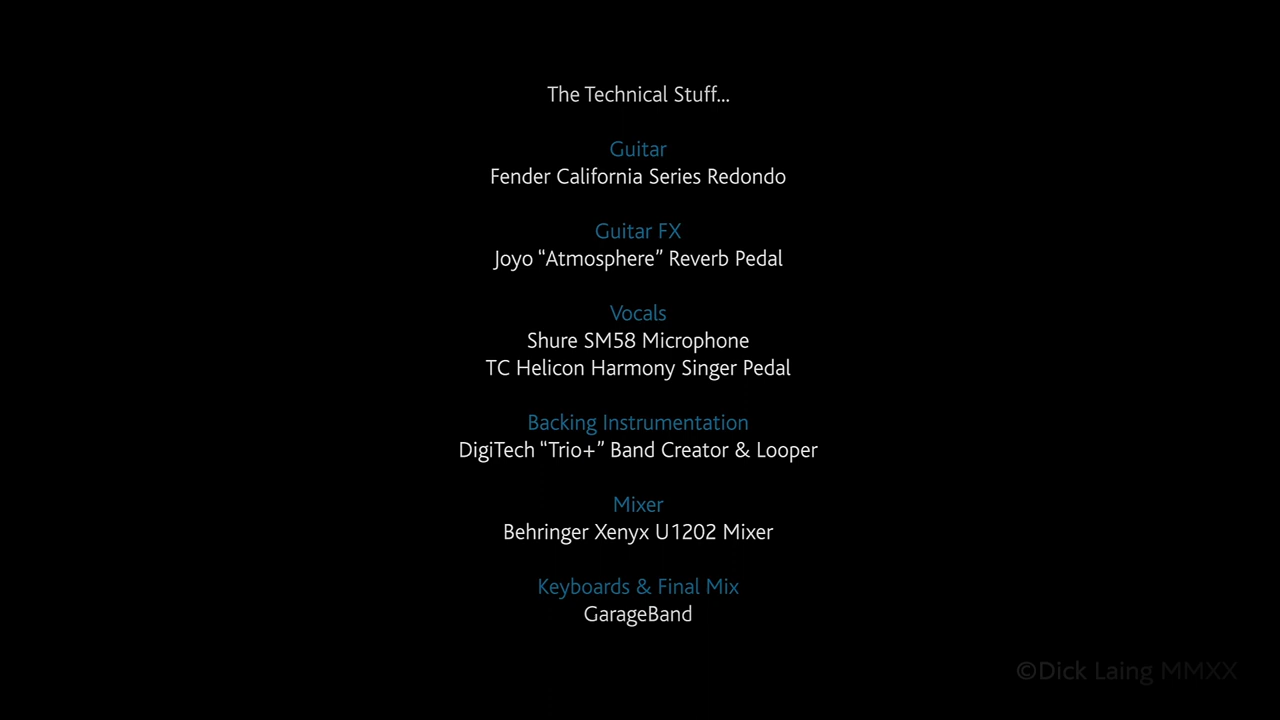 The Technical Stuff...
Guitar
Fender California Series Redondo
Guitar FX
Joyo “Atmosphere” Reverb Pedal
Vocals
Shure SM58 Microphone
TC Helicon Harmony Singer Pedal
Backing Instrumentation
DigiTech “Trio+” Band Creator & Looper
Mixer
Behringer Xenyx U1202 Mixer
Keyboards & Final Mix
GarageBand
©Dick Laing MMXX